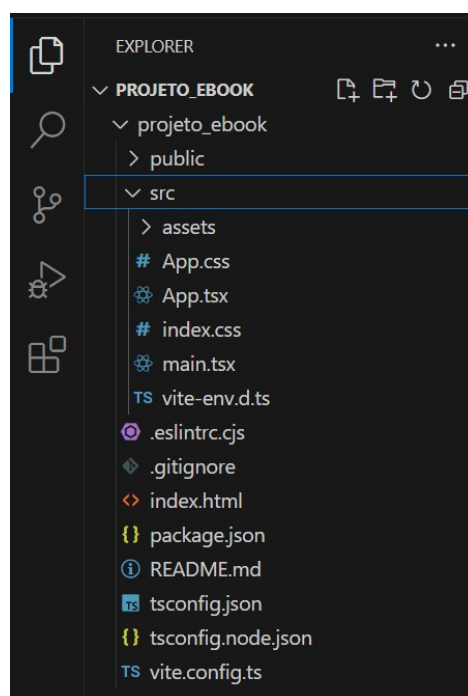 EXPLORER
PROJETO_EBOOK
projeto_ebook
public
src
assets
# App.css
App.tsx
# index.css
main.tsx
TS vite-env.d.ts
.eslintrc.cjs
.gitignore
<> index.html
{} package.json
README.md
TS tsconfig.json
{} tsconfig.node.json
TS vite.config.ts